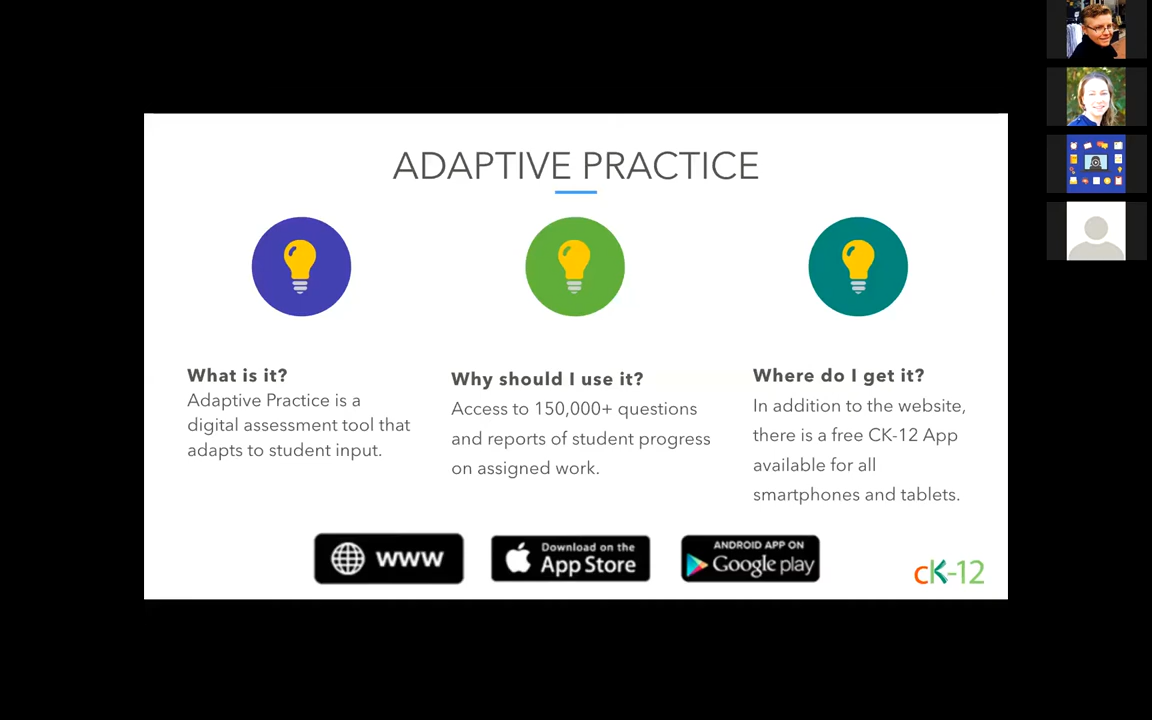 ADAPTIVE PRACTICE
What is it?
Adaptive Practice is a
digital assessment tool that
adapts to student input.
Why should I use it?
Access to 150,000+ questions
and reports of student progress
on assigned work.
Where do I get it?
In addition to the website,
there is a free CK-12 App
available for all
smartphones and tablets.
www
Download on the
App Store
ANDROID APP ON
Google play
cK-12